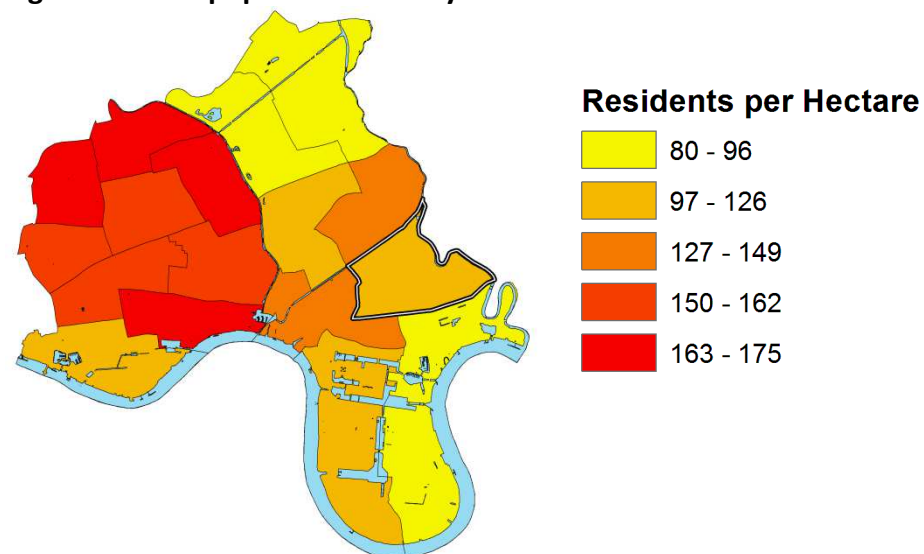 Residents per Hectare
80 - 96
97 - 126
127 - 149
150 - 162
163 - 175